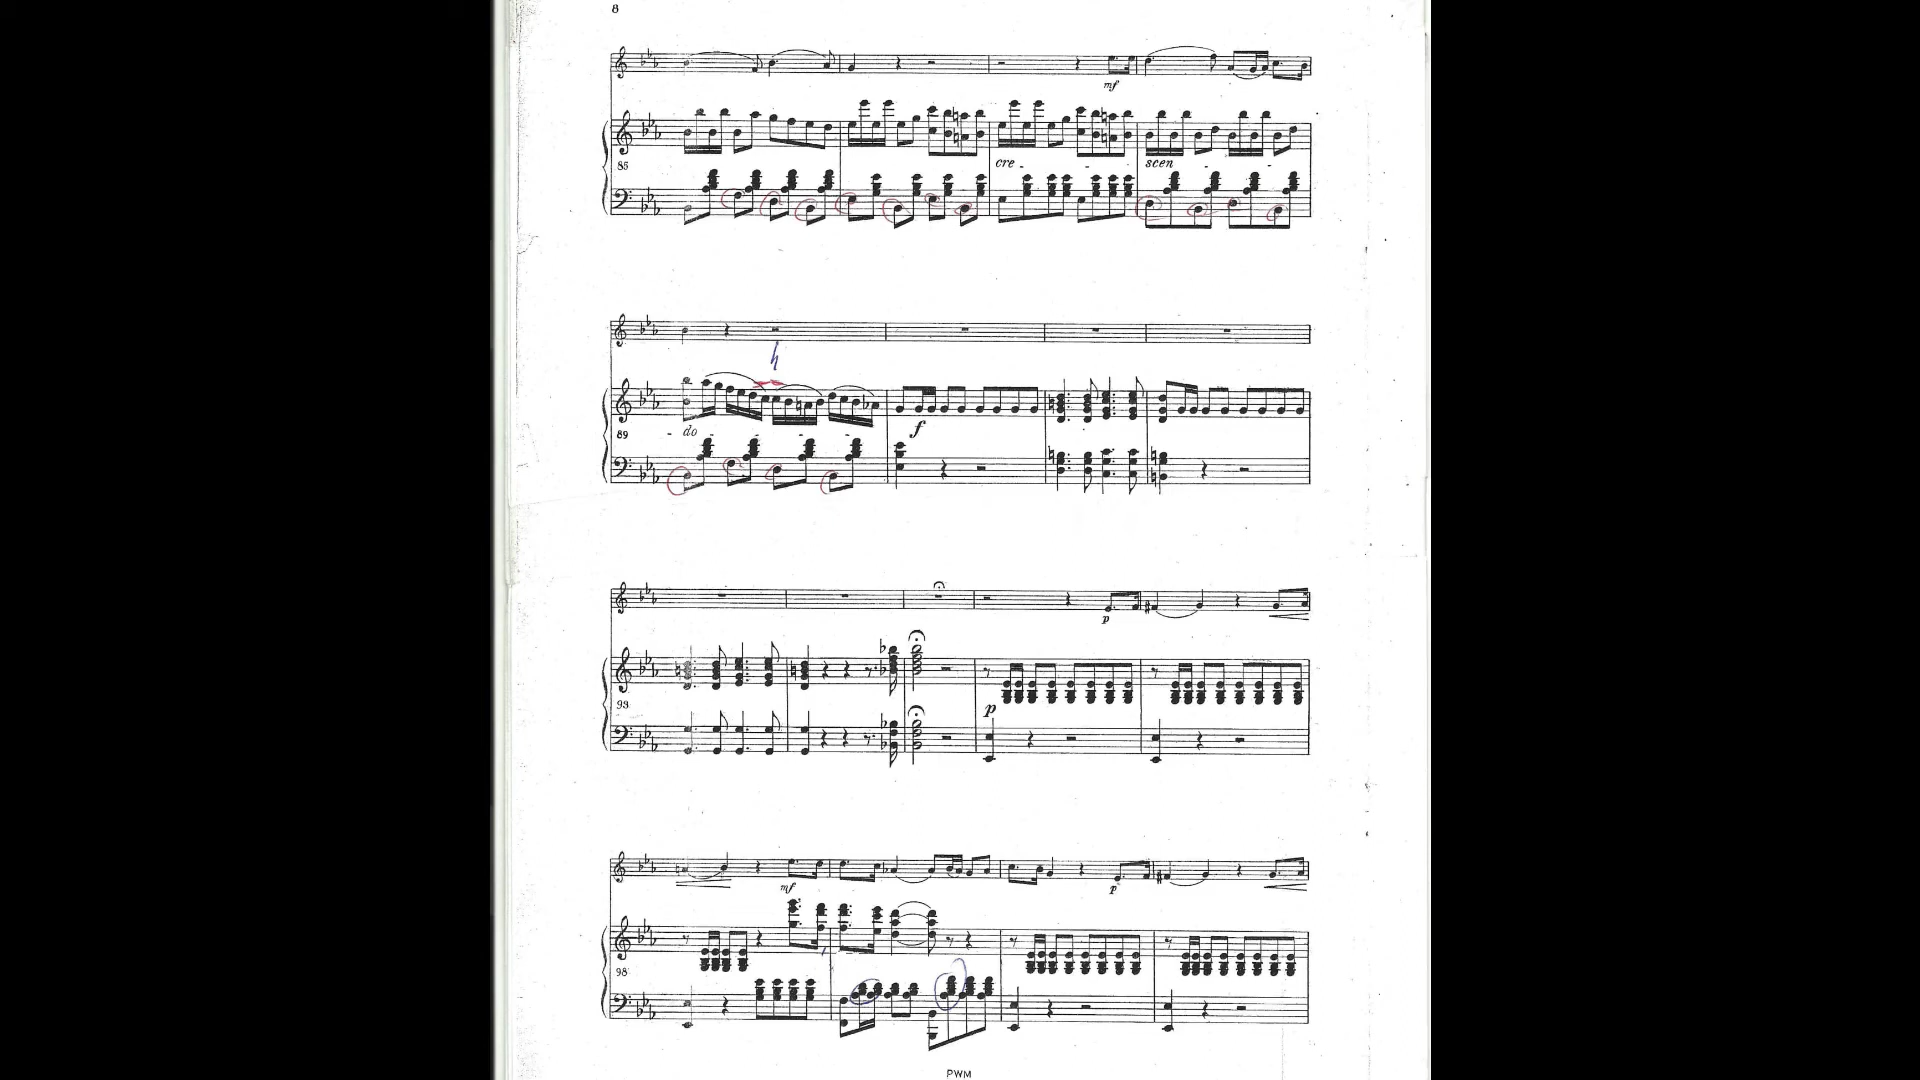 8
mf
85
cre - - scen - -
- do - - -
89
f
p
93
p
mf
p
98
PWM